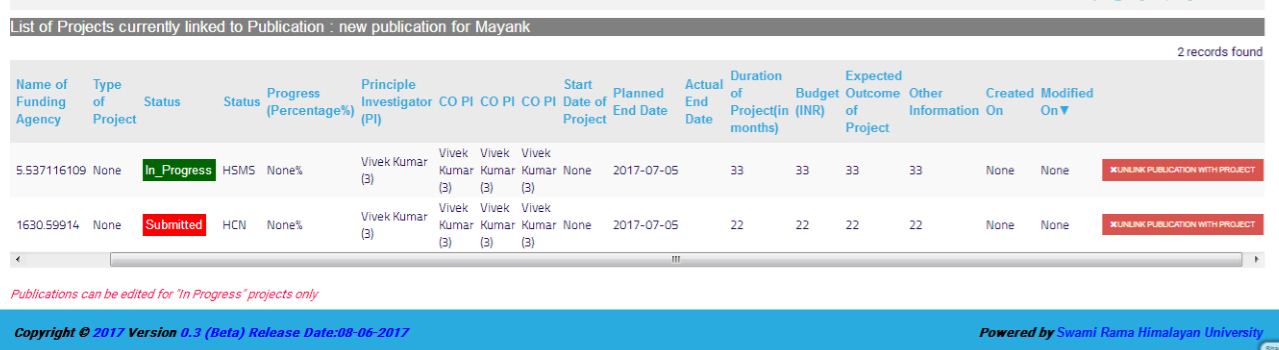 List of Projects currently linked to Publication : new publication for Mayank
2 records found
Name of Funding Agency Type of Project Status Status Progress (Percentage%) Principle Investigator (PI) CO PI CO PI CO PI Start Date of Project Planned End Date Actual End Date Duration of Project(in months) Budget (INR) Expected Outcome of Project Other Information Created On Modified On▼
5.537116109 None In_Progress HSMS None% Vivek Kumar (3) Vivek Kumar (3) Vivek Kumar (3) Vivek Kumar (3) None 2017-07-05 33 33 33 33 None None ✖UNLINK PUBLICATION WITH PROJECT
1630.59914 None Submitted HCN None% Vivek Kumar (3) Vivek Kumar (3) Vivek Kumar (3) Vivek Kumar (3) None 2017-07-05 22 22 22 22 None None ✖UNLINK PUBLICATION WITH PROJECT
Publications can be edited for "In Progress" projects only
Copyright © 2017 Version 0.3 (Beta) Release Date:08-06-2017 Powered by Swami Rama Himalayan University